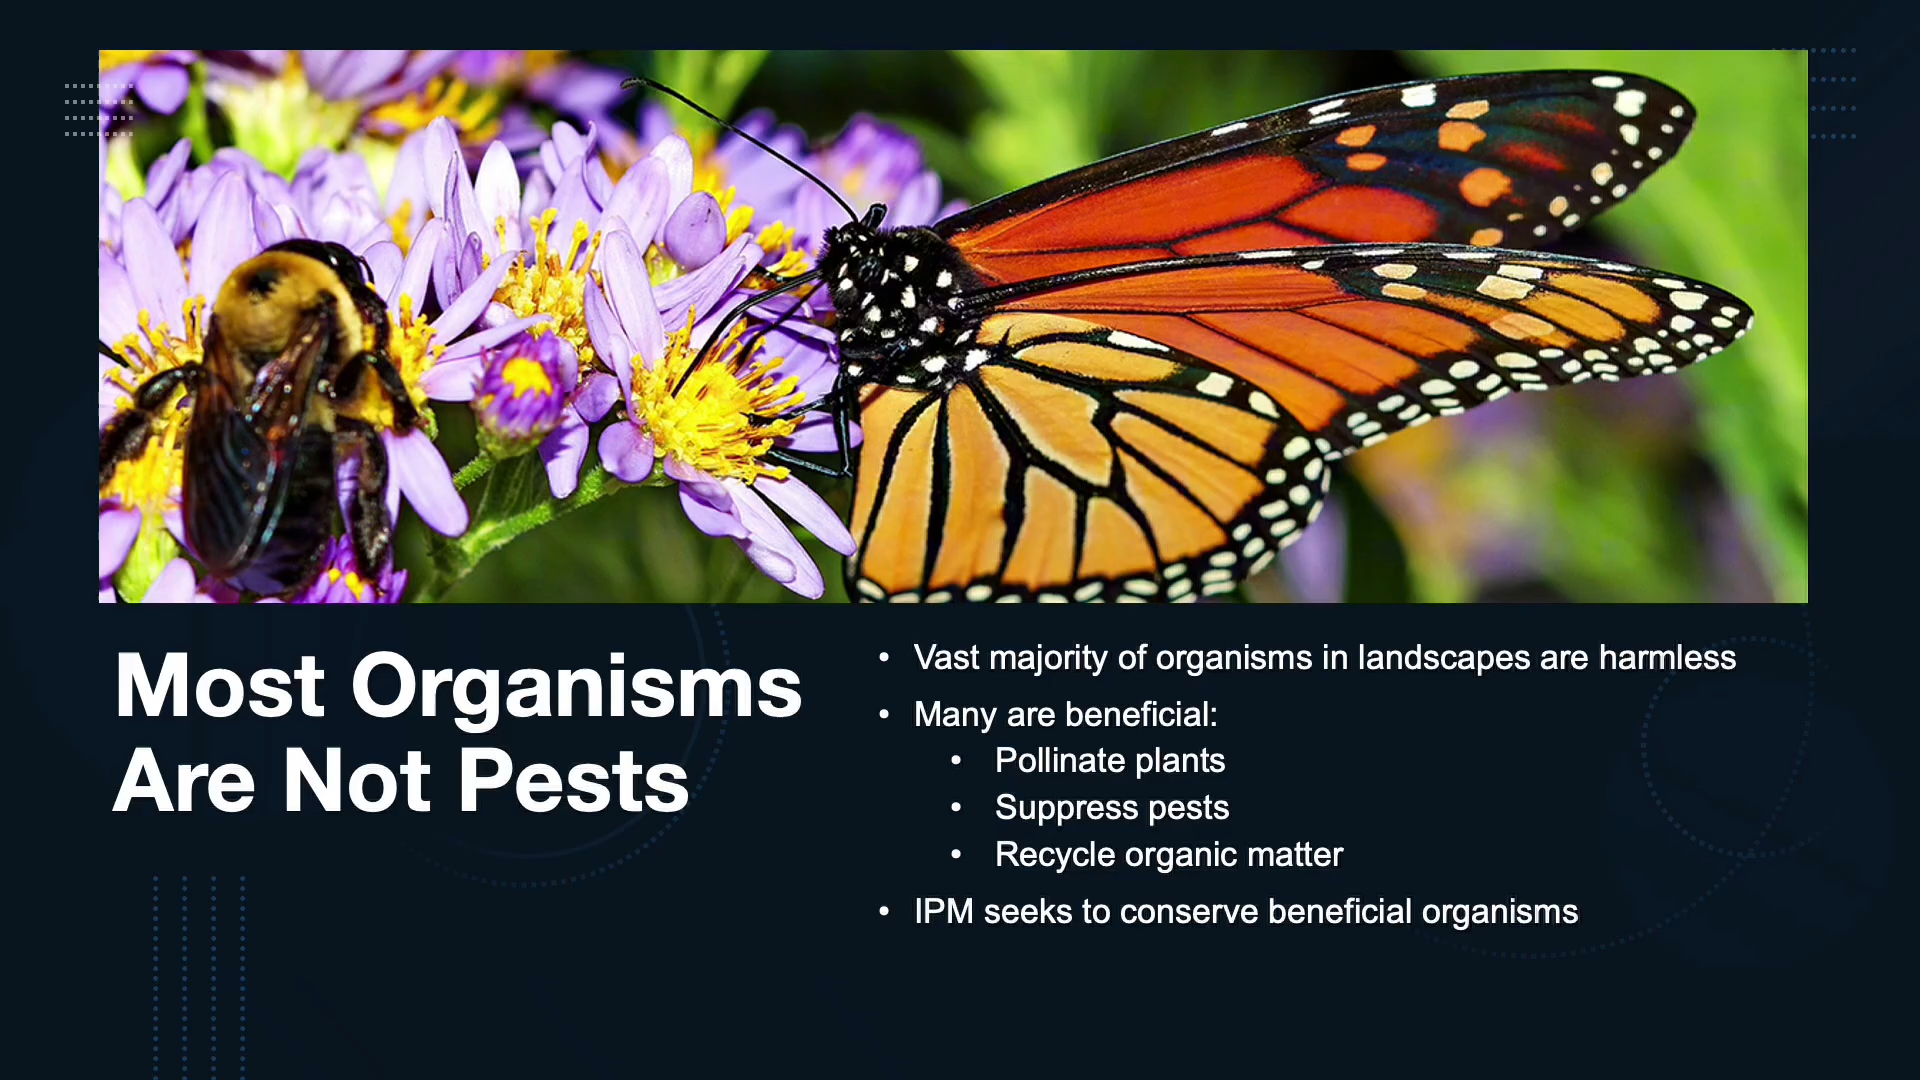 Most Organisms
Are Not Pests
• Vast majority of organisms in landscapes are harmless
• Many are beneficial:
• Pollinate plants
• Suppress pests
• Recycle organic matter
• IPM seeks to conserve beneficial organisms